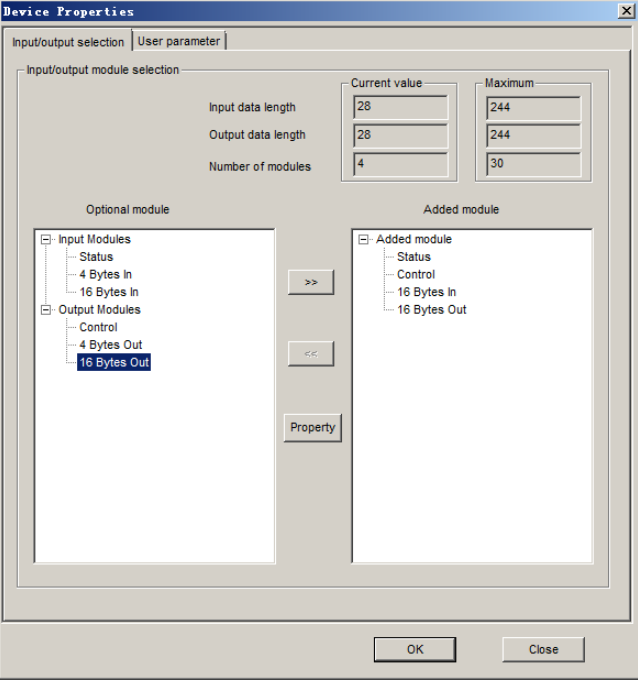 Device Properties
Input/output selection
User parameter
Input/output module selection
Current value
Maximum
Input data length
28
244
Output data length
28
244
Number of modules
4
30
Optional module
Added module
Input Modules
Status
4 Bytes In
16 Bytes In
Output Modules
Control
4 Bytes Out
16 Bytes Out
>>
<<
Property
Added module
Status
Control
16 Bytes In
16 Bytes Out
OK
Close